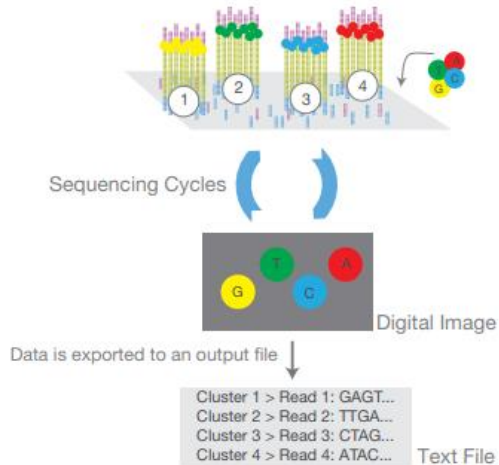 2
4
1
3
T
A
C
G
Sequencing Cycles
T
A
G
C
Digital Image
Data is exported to an output file
Cluster 1 > Read 1: GAGT...
Cluster 2 > Read 2: TTGA...
Cluster 3 > Read 3: CTAG...
Cluster 4 > Read 4: ATAC...
Text File